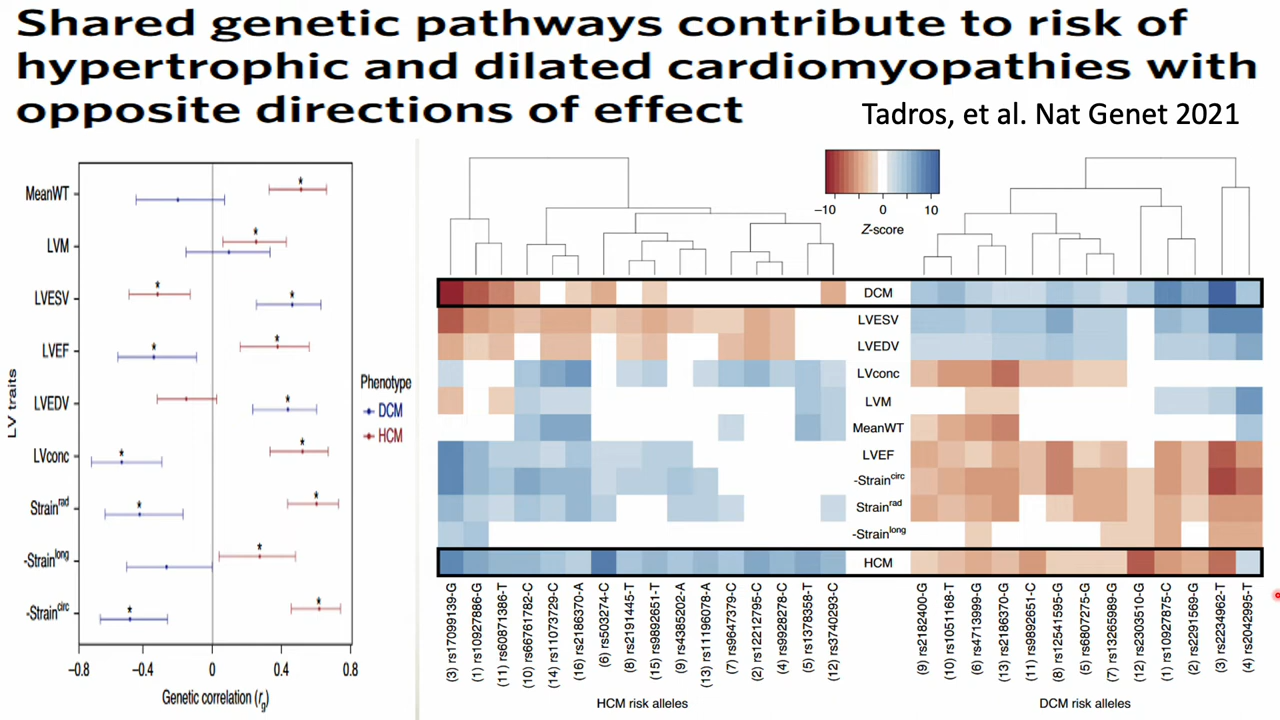 Shared genetic pathways contribute to risk of
hypertrophic and dilated cardiomyopathies with
opposite directions of effect
Tadros, et al. Nat Genet 2021
LV traits
MeanWT
LVM
LVESV
LVEF
LVEDV
LVconc
Strain^rad
-Strain^long
-Strain^circ
* * * * * * * * * * * * * *
−0.8 −0.4 0 0.4 0.8
Genetic correlation (r_g)
Phenotype
DCM
HCM
−10 0 10
Z-score
DCM
LVESV
LVEDV
LVconc
LVM
MeanWT
LVEF
-Strain^circ
Strain^rad
-Strain^long
HCM
(3) rs17099139-G
(1) rs10927886-G
(11) rs60871386-T
(10) rs66761782-C
(14) rs11073729-C
(16) rs2186370-A
(6) rs503274-C
(8) rs2191445-T
(15) rs9892651-T
(9) rs4385202-A
(13) rs11196078-A
(7) rs9647379-C
(2) rs12212795-C
(4) rs9928278-C
(5) rs1378358-T
(12) rs3740293-C
HCM risk alleles
(9) rs2182400-G
(10) rs1051168-T
(6) rs4713999-G
(13) rs2186370-G
(11) rs9892651-C
(8) rs12541595-G
(5) rs6807275-G
(7) rs13265989-G
(12) rs2303510-G
(1) rs10927875-C
(2) rs2291569-G
(3) rs2234962-T
(4) rs2042995-T
DCM risk alleles